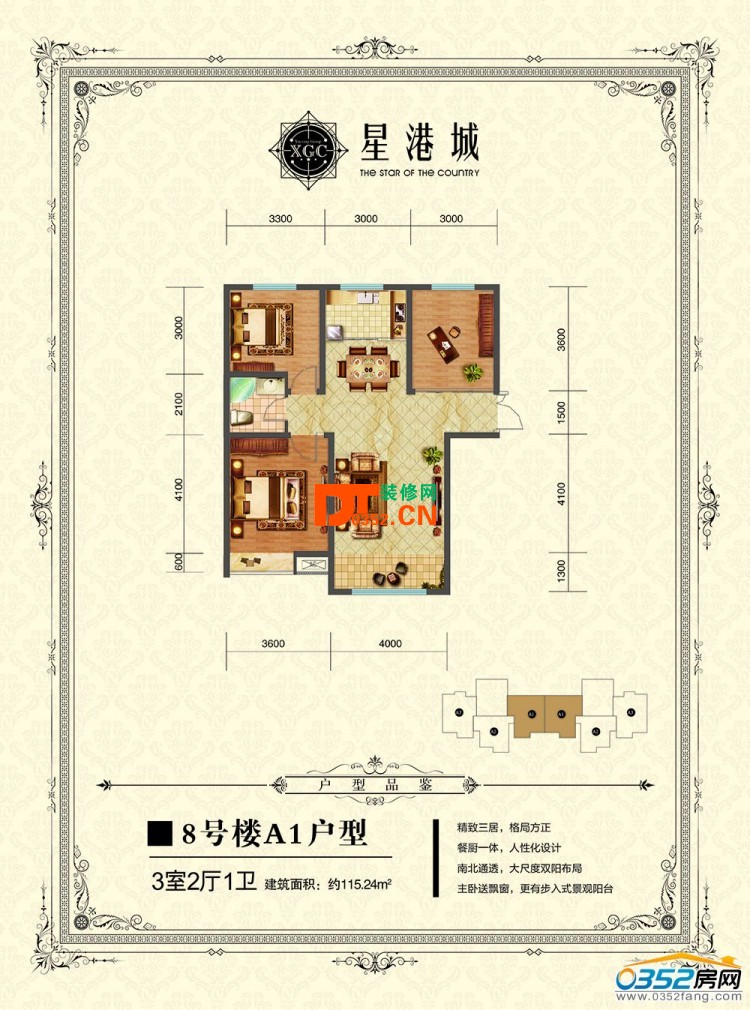 XGC
星港城
THE STAR OF THE COUNTRY
3300 3000 3000
3000
2100
4100
600
3600
1500
4100
1300
装修网
0352.CN
3600 4000
户型品鉴
8号楼A1户型
3室2厅1卫 建筑面积：约115.24m²
精致三居，格局方正
餐厨一体，人性化设计
南北通透，大尺度双阳布局
主卧送飘窗，更有步入式景观阳台
0352房网
www.0352fang.com